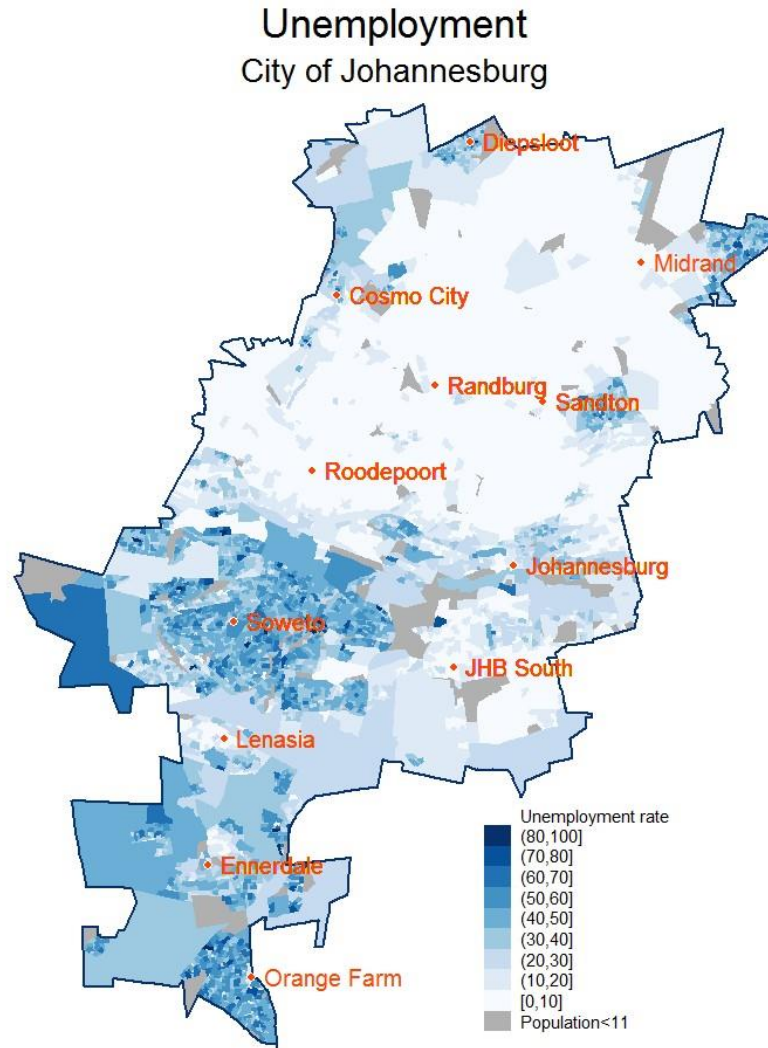 Unemployment
City of Johannesburg
Diepsloot
Midrand
Cosmo City
Randburg
Sandton
Roodepoort
Johannesburg
Soweto
JHB South
Lenasia
Ennerdale
Orange Farm
Unemployment rate
(80,100]
(70,80]
(60,70]
(50,60]
(40,50]
(30,40]
(20,30]
(10,20]
[0,10]
Population<11